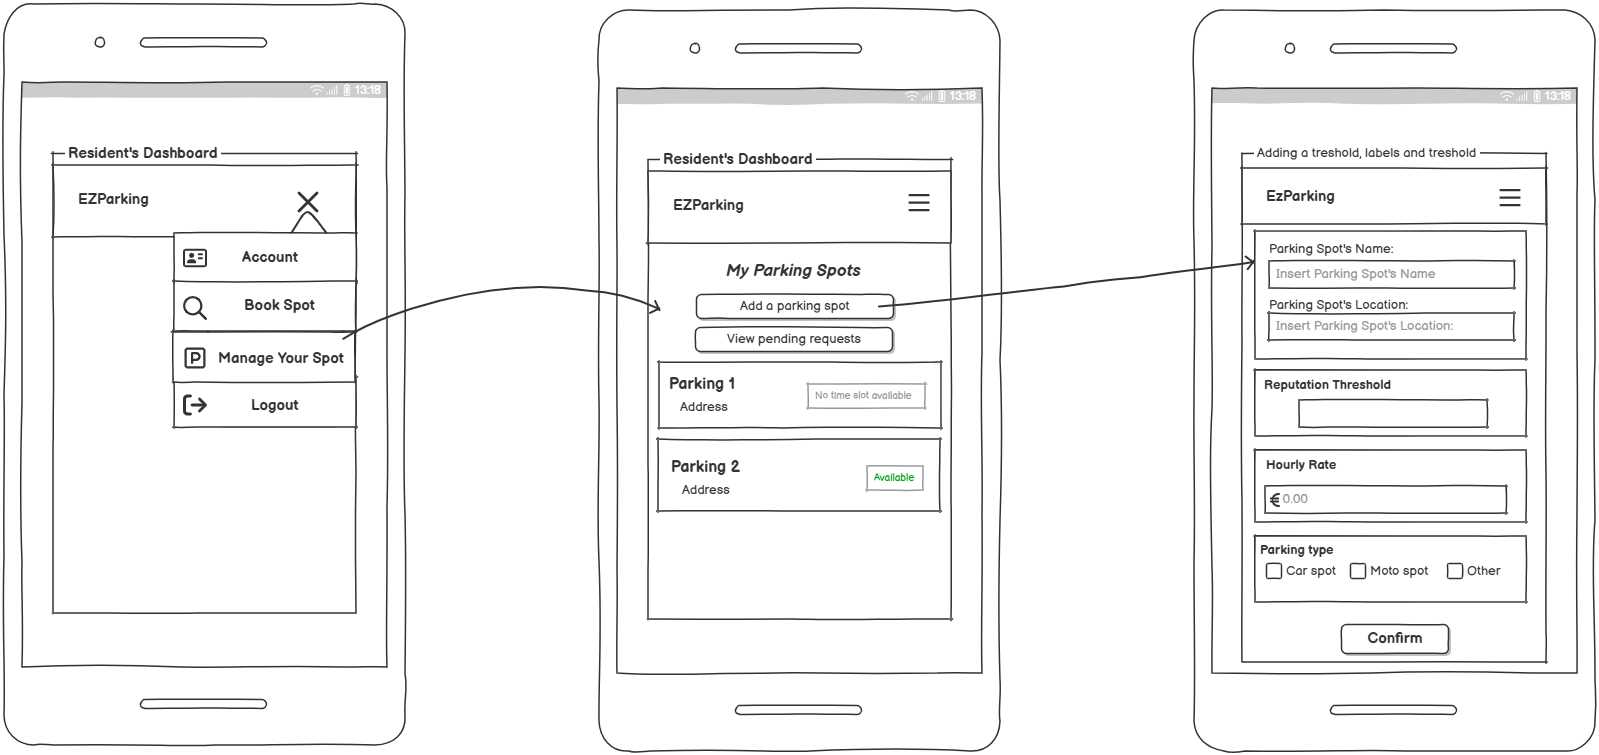 13:18
Resident's Dashboard
EZParking
Account
Book Spot
Manage Your Spot
Logout
13:18
Resident's Dashboard
EZParking
My Parking Spots
Add a parking spot
View pending requests
Parking 1
No time slot available
Address
Parking 2
Available
Address
13:18
Adding a treshold, labels and treshold
EzParking
Parking Spot's Name:
Insert Parking Spot's Name
Parking Spot's Location:
Insert Parking Spot's Location:
Reputation Threshold
Hourly Rate
€ 0.00
Parking type
Car spot Moto spot Other
Confirm